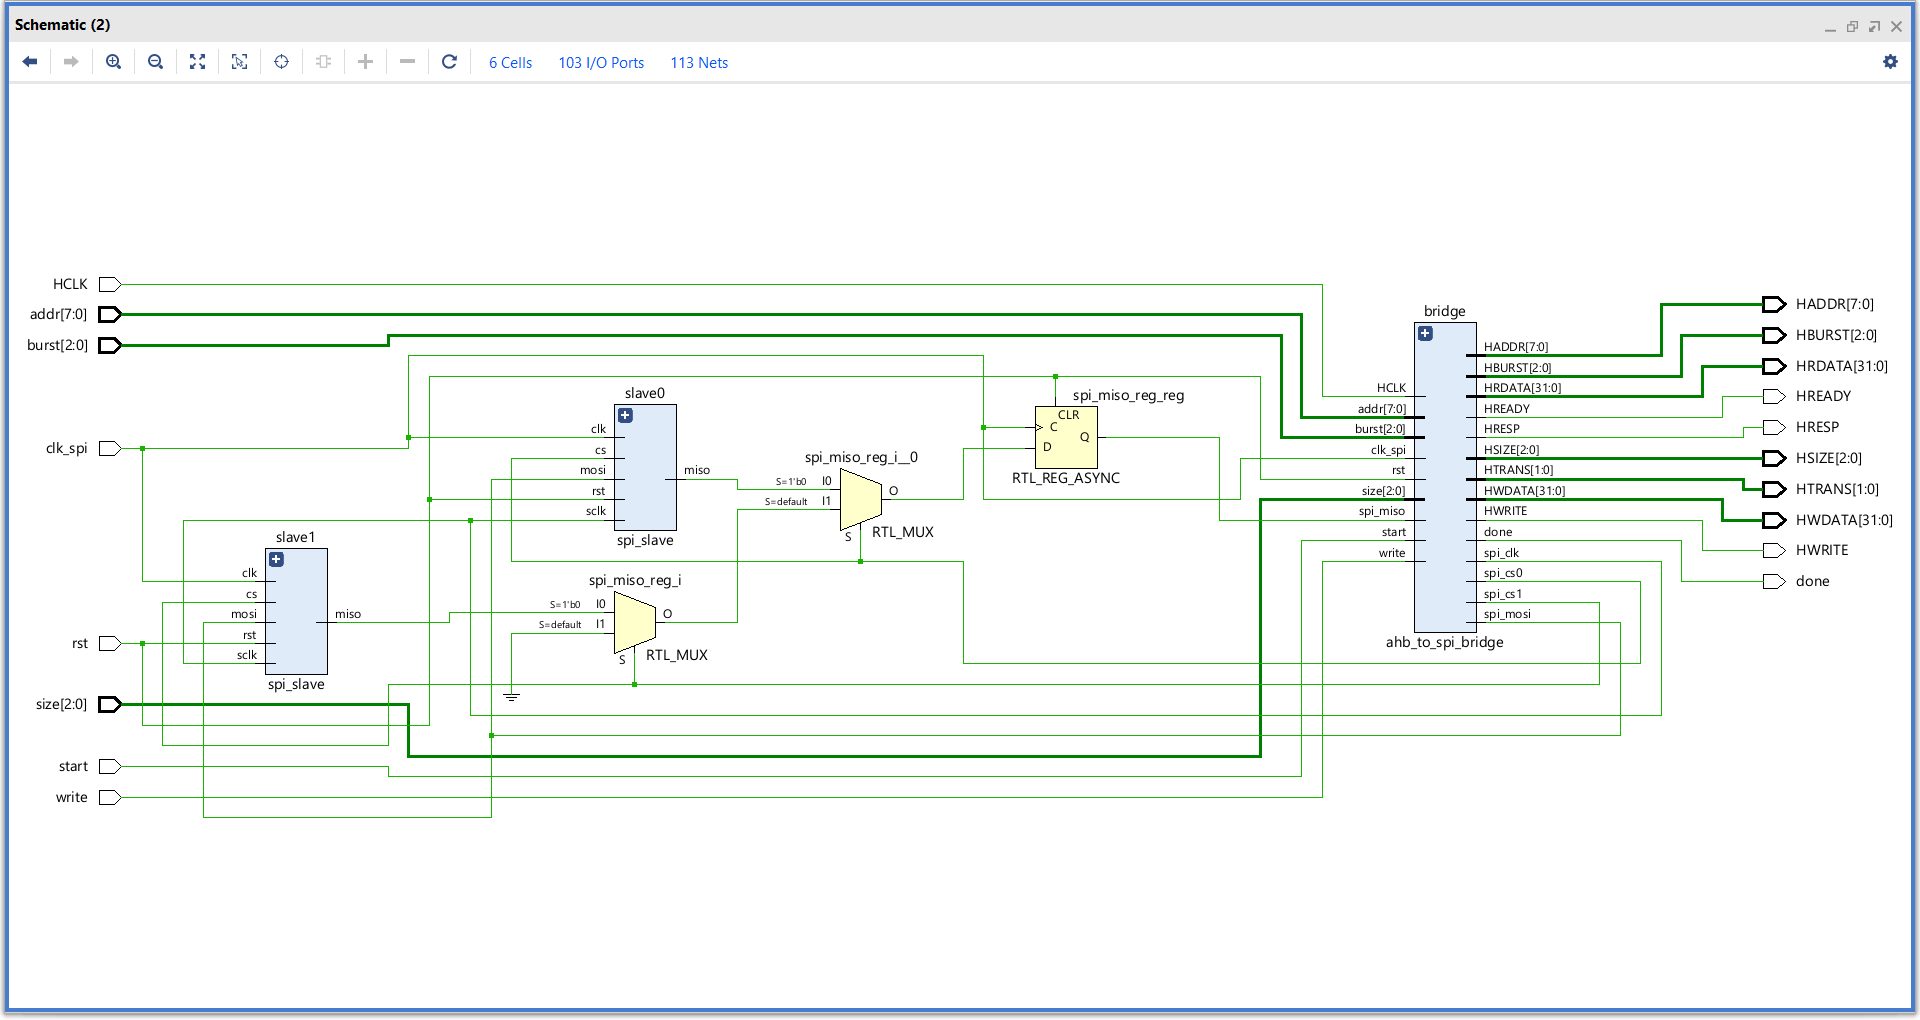 Schematic (2)
6 Cells
103 I/O Ports
113 Nets
HCLK
addr[7:0]
burst[2:0]
clk_spi
rst
size[2:0]
start
write
slave1
clk
cs
mosi
rst
sclk
miso
spi_slave
slave0
clk
cs
mosi
rst
sclk
miso
spi_slave
spi_miso_reg_i
S=1'b0
I0
S=default
I1
O
S
RTL_MUX
spi_miso_reg_i__0
S=1'b0
I0
S=default
I1
O
S
RTL_MUX
spi_miso_reg_reg
CLR
C
D
Q
RTL_REG_ASYNC
bridge
HCLK
addr[7:0]
burst[2:0]
clk_spi
rst
size[2:0]
spi_miso
start
write
HADDR[7:0]
HBURST[2:0]
HRDATA[31:0]
HREADY
HRESP
HSIZE[2:0]
HTRANS[1:0]
HWDATA[31:0]
HWRITE
done
spi_clk
spi_cs0
spi_cs1
spi_mosi
ahb_to_spi_bridge
HADDR[7:0]
HBURST[2:0]
HRDATA[31:0]
HREADY
HRESP
HSIZE[2:0]
HTRANS[1:0]
HWDATA[31:0]
HWRITE
done